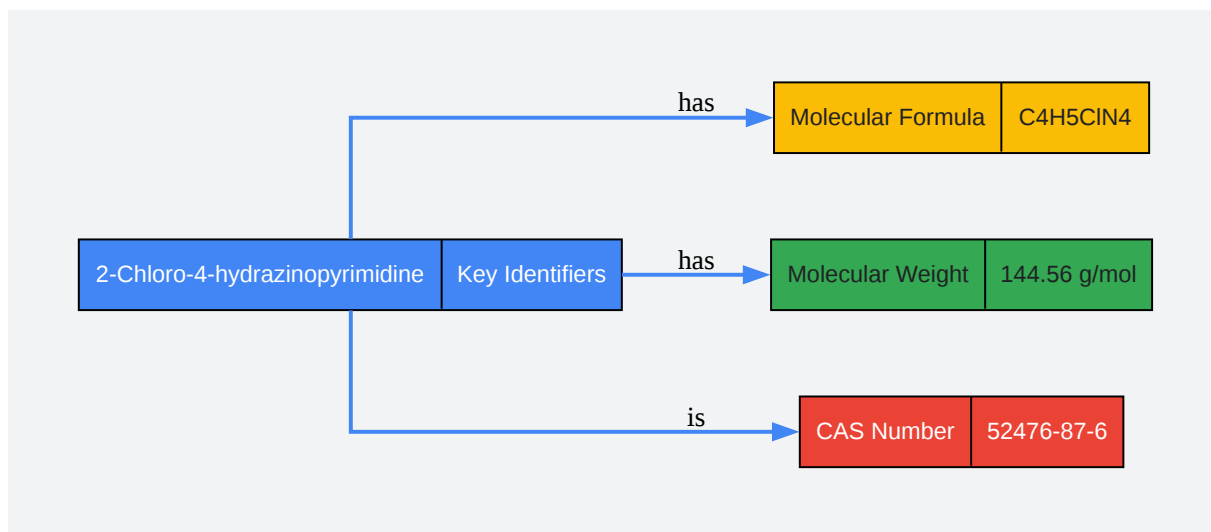 has
Molecular Formula C4H5ClN4
2-Chloro-4-hydrazinopyrimidine Key Identifiers
has
Molecular Weight 144.56 g/mol
is
CAS Number 52476-87-6